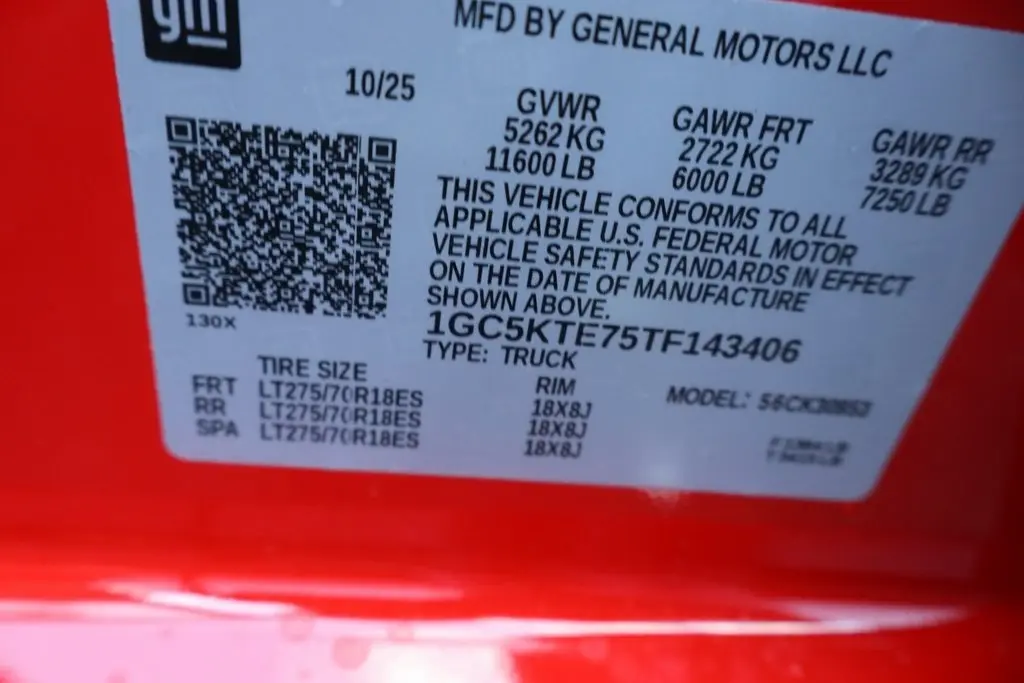 gm
MFD BY GENERAL MOTORS LLC
10/25
GVWR
5262 KG
11600 LB
GAWR FRT
2722 KG
6000 LB
GAWR RR
3289 KG
7250 LB
THIS VEHICLE CONFORMS TO ALL
APPLICABLE U.S. FEDERAL MOTOR
VEHICLE SAFETY STANDARDS IN EFFECT
ON THE DATE OF MANUFACTURE
SHOWN ABOVE.
130X
1GC5KTE75TF143406
TYPE: TRUCK
TIRE SIZE RIM
FRT LT275/70R18ES 18X8J
RR LT275/70R18ES 18X8J
SPA LT275/70R18ES 18X8J
MODEL: